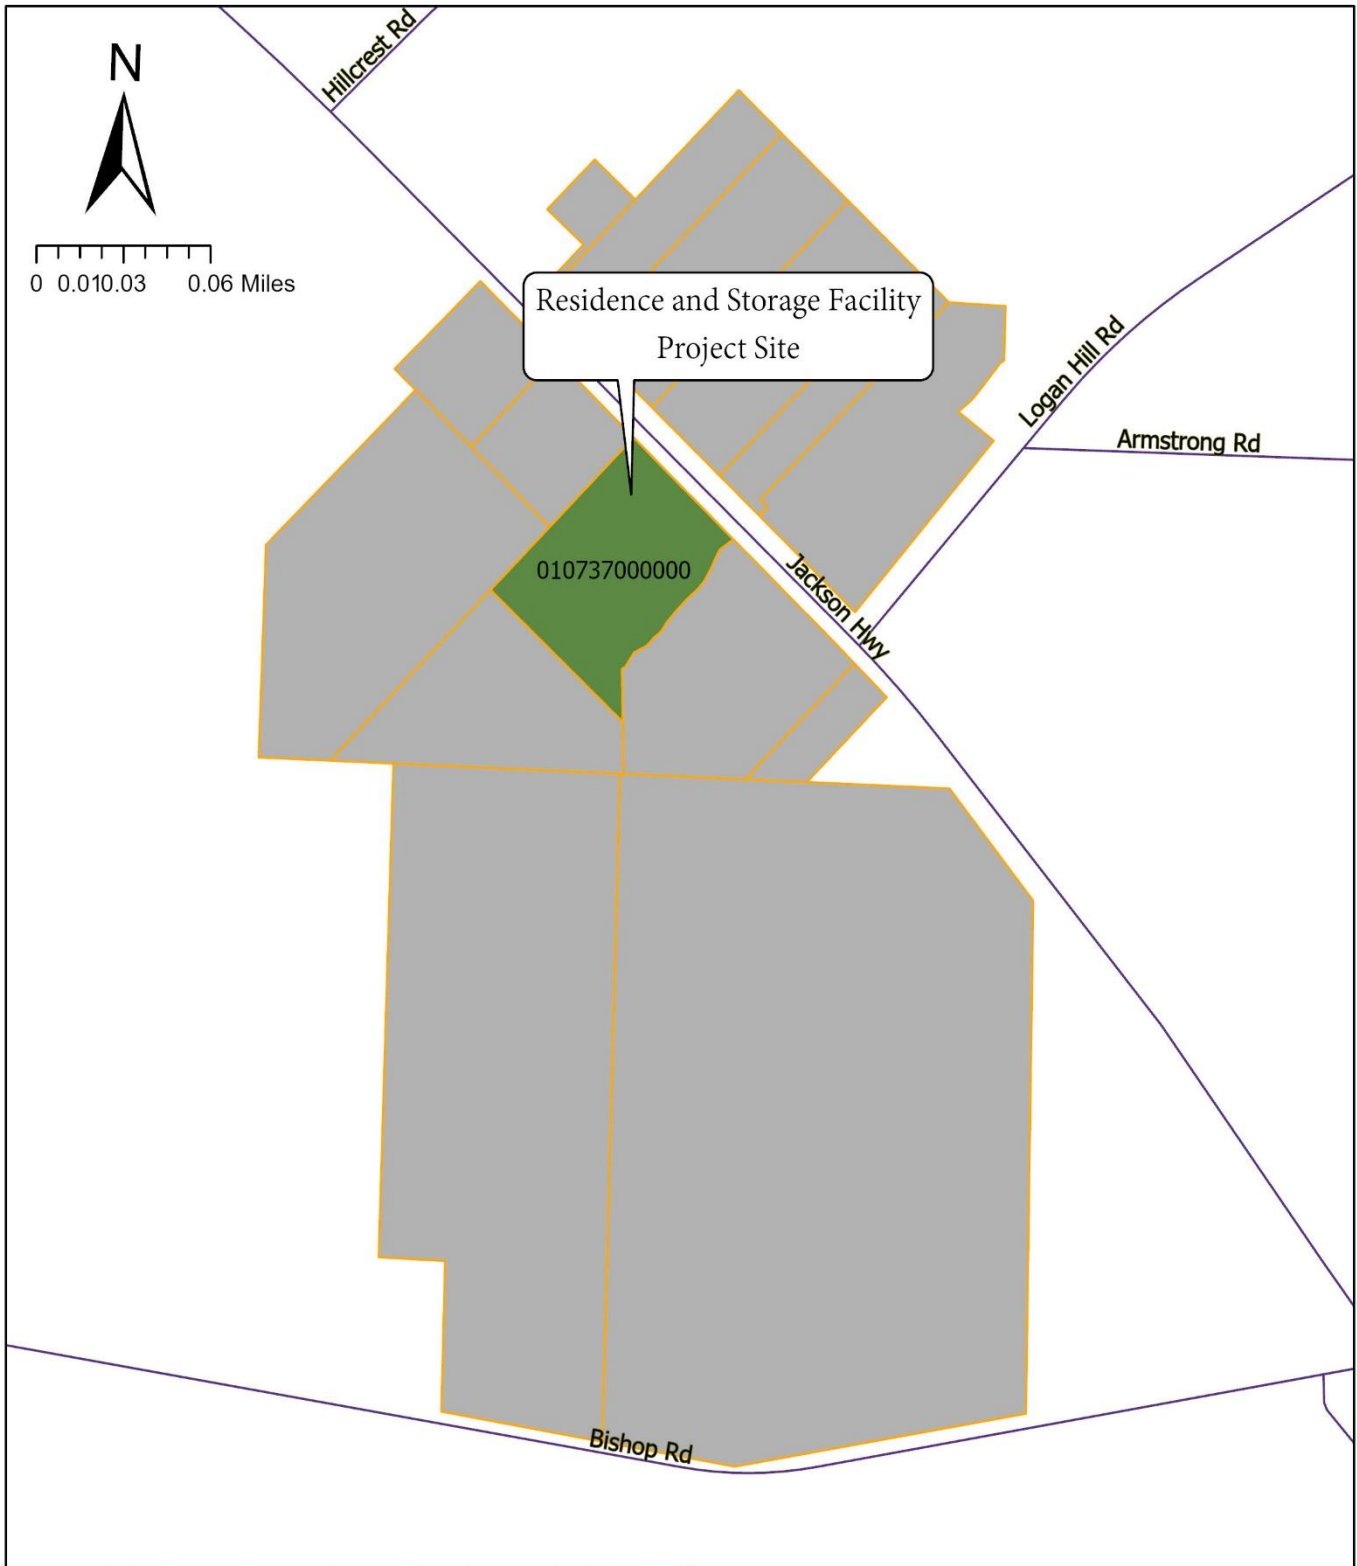 Hillcrest Rd
N
0 0.010.03 0.06 Miles
Residence and Storage Facility
Project Site
Logan Hill Rd
Armstrong Rd
010737000000
Jackson Hwy
Bishop Rd